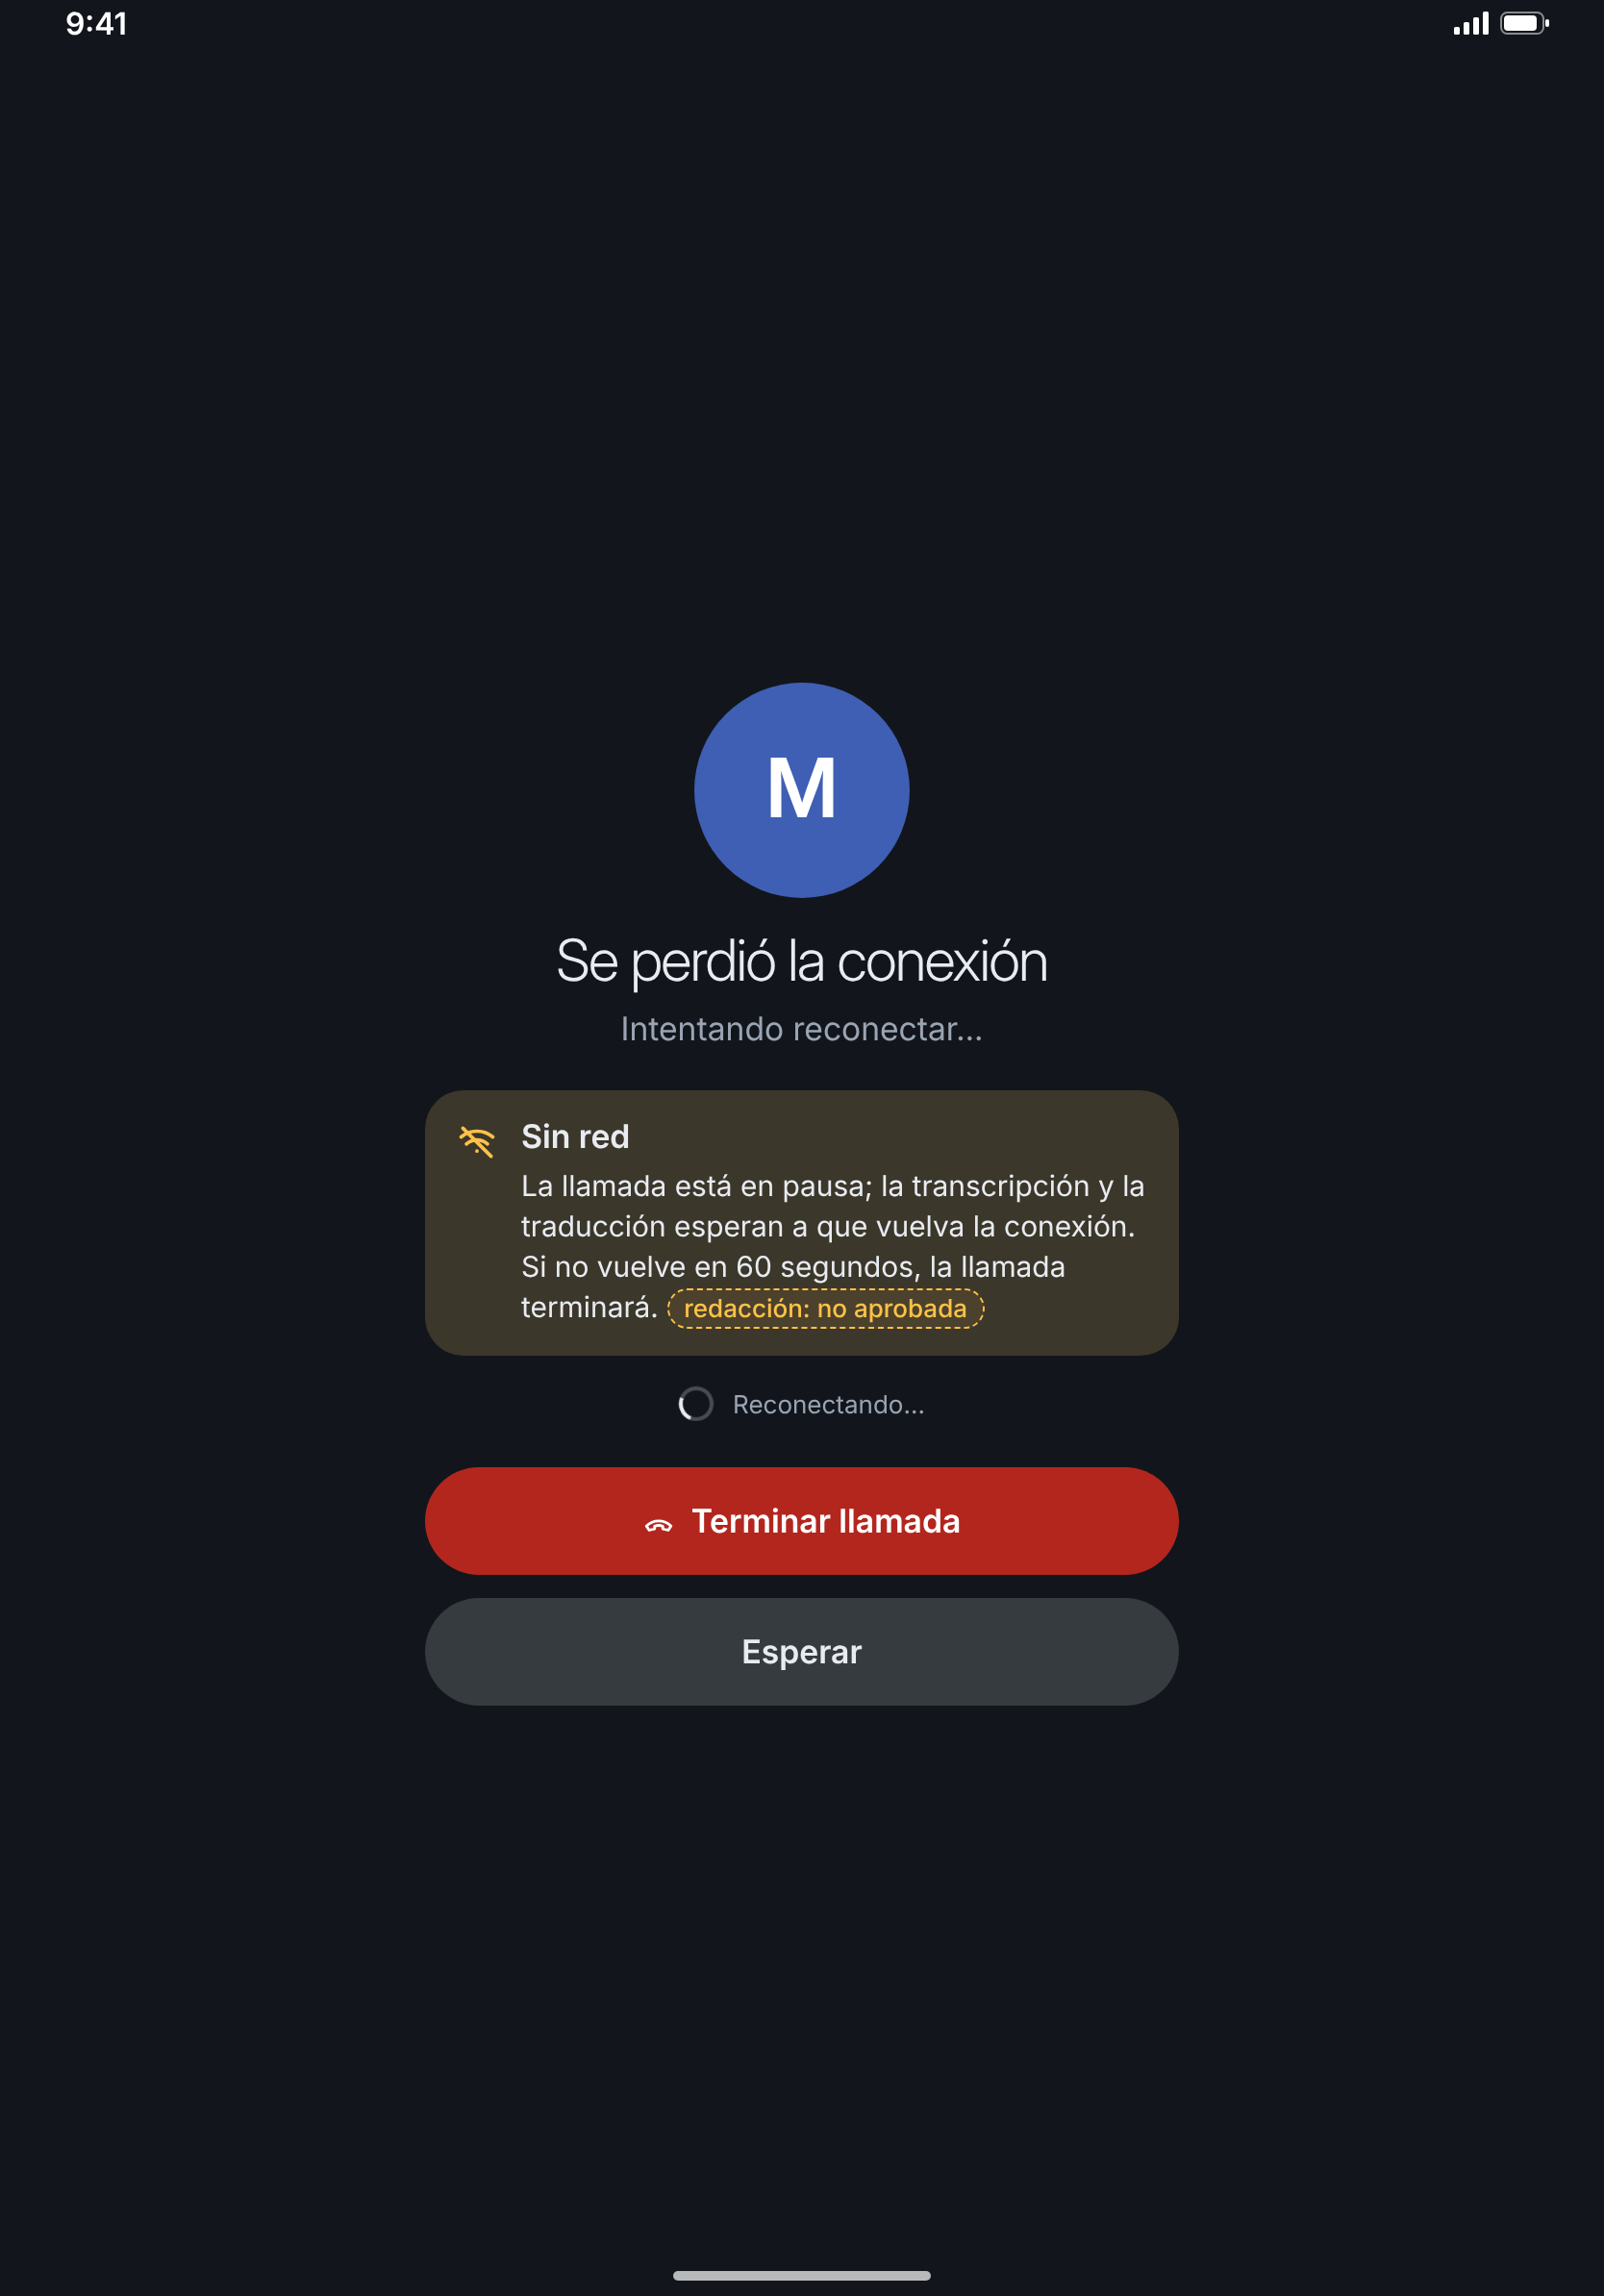 9:41
M
Se perdió la conexión
Intentando reconectar…
Sin red
La llamada está en pausa; la transcripción y la
traducción esperan a que vuelva la conexión.
Si no vuelve en 60 segundos, la llamada
terminará. redacción: no aprobada
Reconectando…
Terminar llamada
Esperar